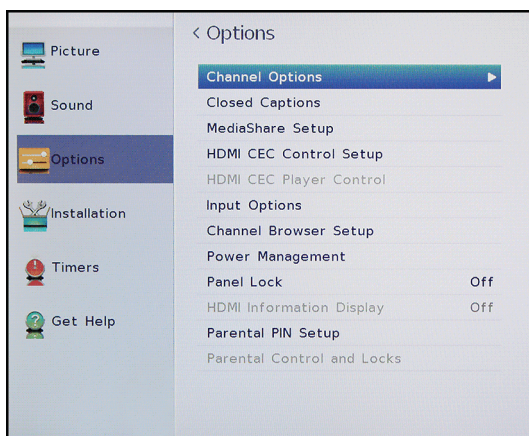 Picture
Sound
Options
Installation
Timers
Get Help
< Options
Channel Options
Closed Captions
MediaShare Setup
HDMI CEC Control Setup
HDMI CEC Player Control
Input Options
Channel Browser Setup
Power Management
Panel Lock Off
HDMI Information Display Off
Parental PIN Setup
Parental Control and Locks